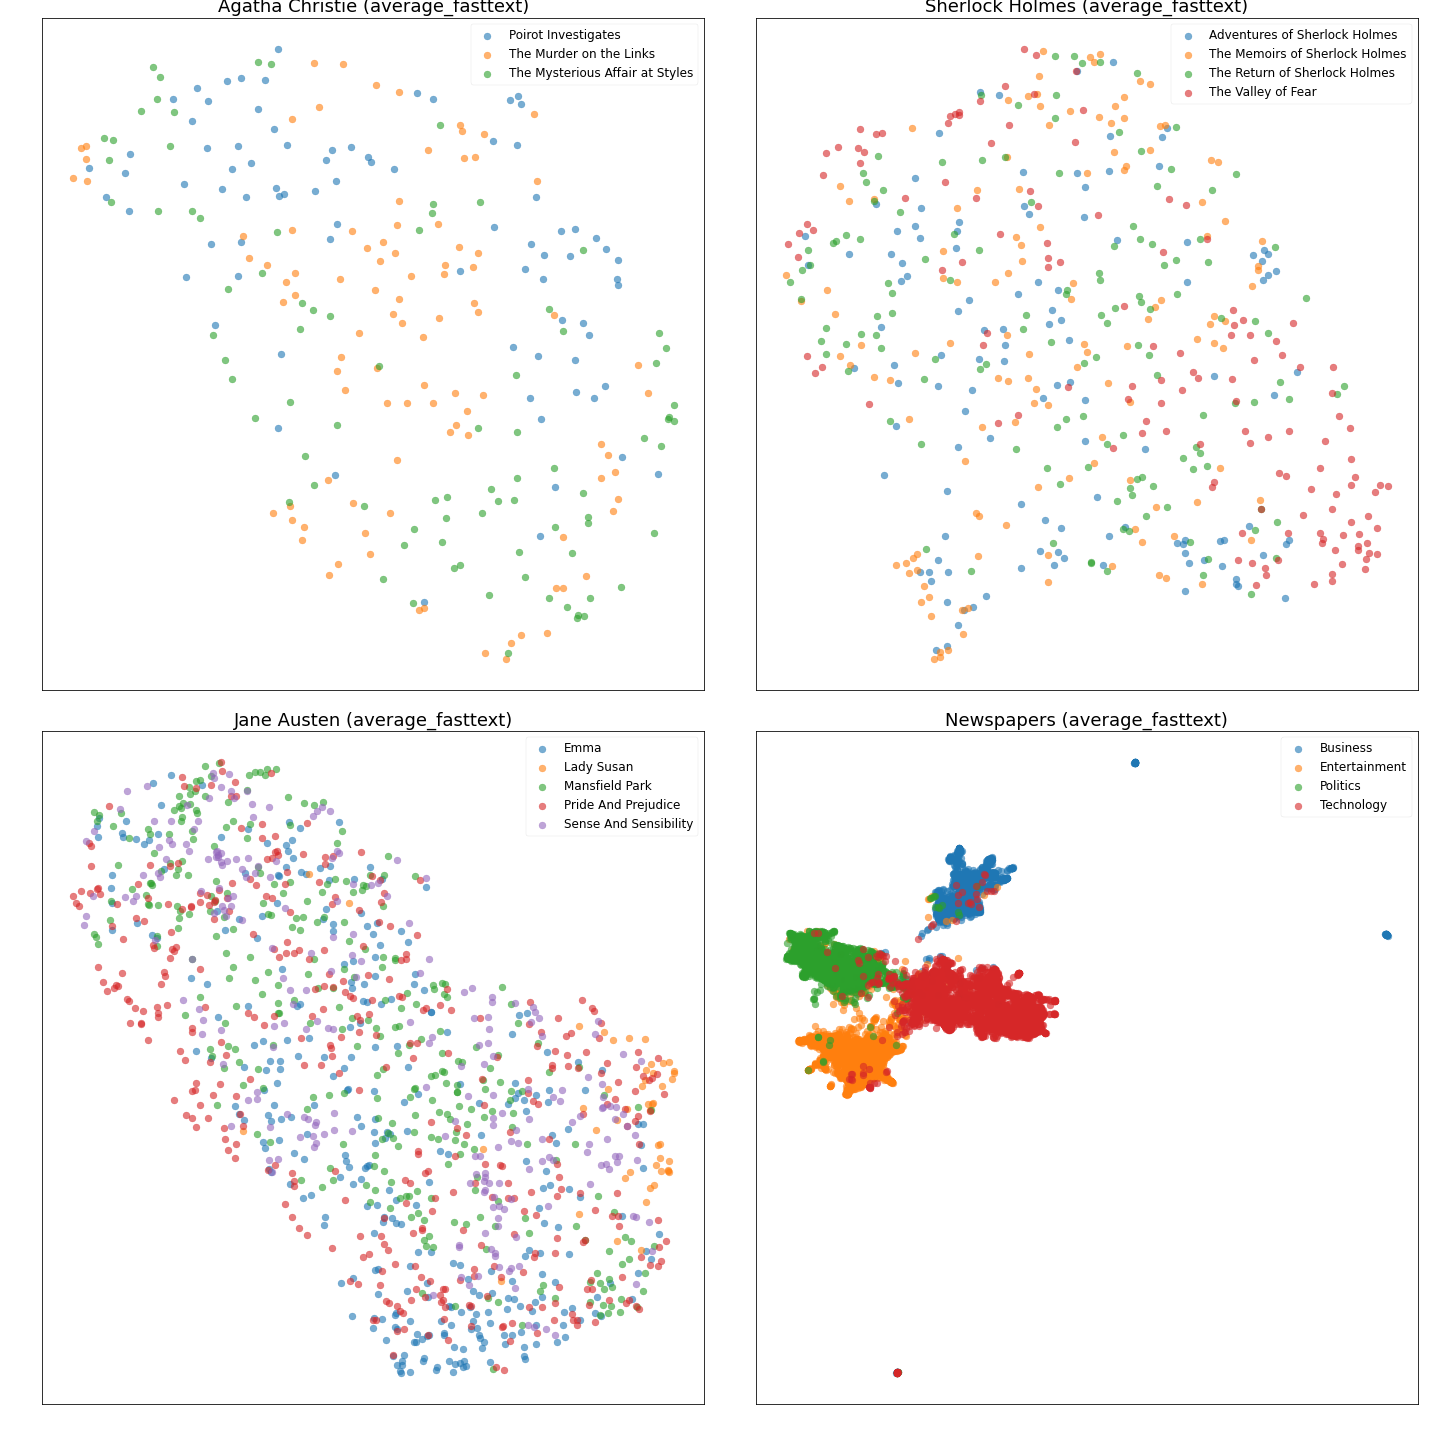 Agatha Christie (average_fasttext)
Poirot Investigates
The Murder on the Links
The Mysterious Affair at Styles
Sherlock Holmes (average_fasttext)
Adventures of Sherlock Holmes
The Memoirs of Sherlock Holmes
The Return of Sherlock Holmes
The Valley of Fear
Jane Austen (average_fasttext)
Emma
Lady Susan
Mansfield Park
Pride And Prejudice
Sense And Sensibility
Newspapers (average_fasttext)
Business
Entertainment
Politics
Technology